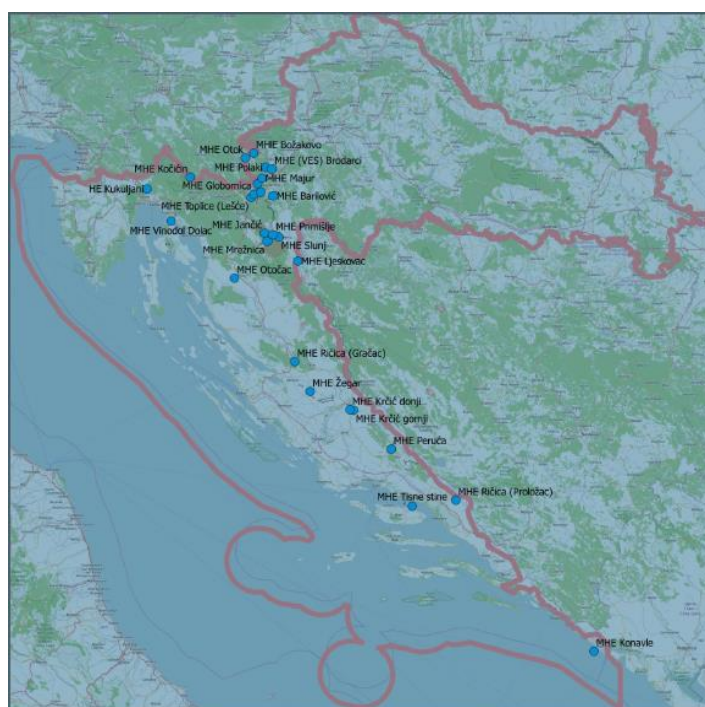 MHE Božakovo
MHE Otok
MHE (VES) Brodarci
MHE Polaki
MHE Kočičin
MHE Majur
MHE Globornica
HE Kukuljani
MHE Barilović
MHE Toplice (Lešće)
MHE Vinodol Dolac
MHE Jančić
MHE Primišlje
MHE Slunj
MHE Mrežnica
MHE Ljeskovac
MHE Otočac
MHE Ričica (Gračac)
MHE Žegar
MHE Krčić donji
MHE Krčić gornji
MHE Peruća
MHE Tisne stine
MHE Ričica (Proložac)
MHE Konavle